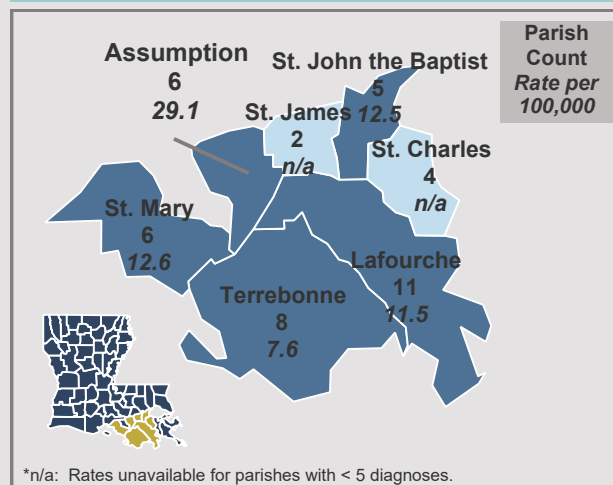 Parish
Count
Rate per
100,000
Assumption
6
29.1
St. John the Baptist
5
12.5
St. James
2
n/a
St. Charles
4
n/a
St. Mary
6
12.6
Lafourche
11
11.5
Terrebonne
8
7.6
*n/a: Rates unavailable for parishes with < 5 diagnoses.